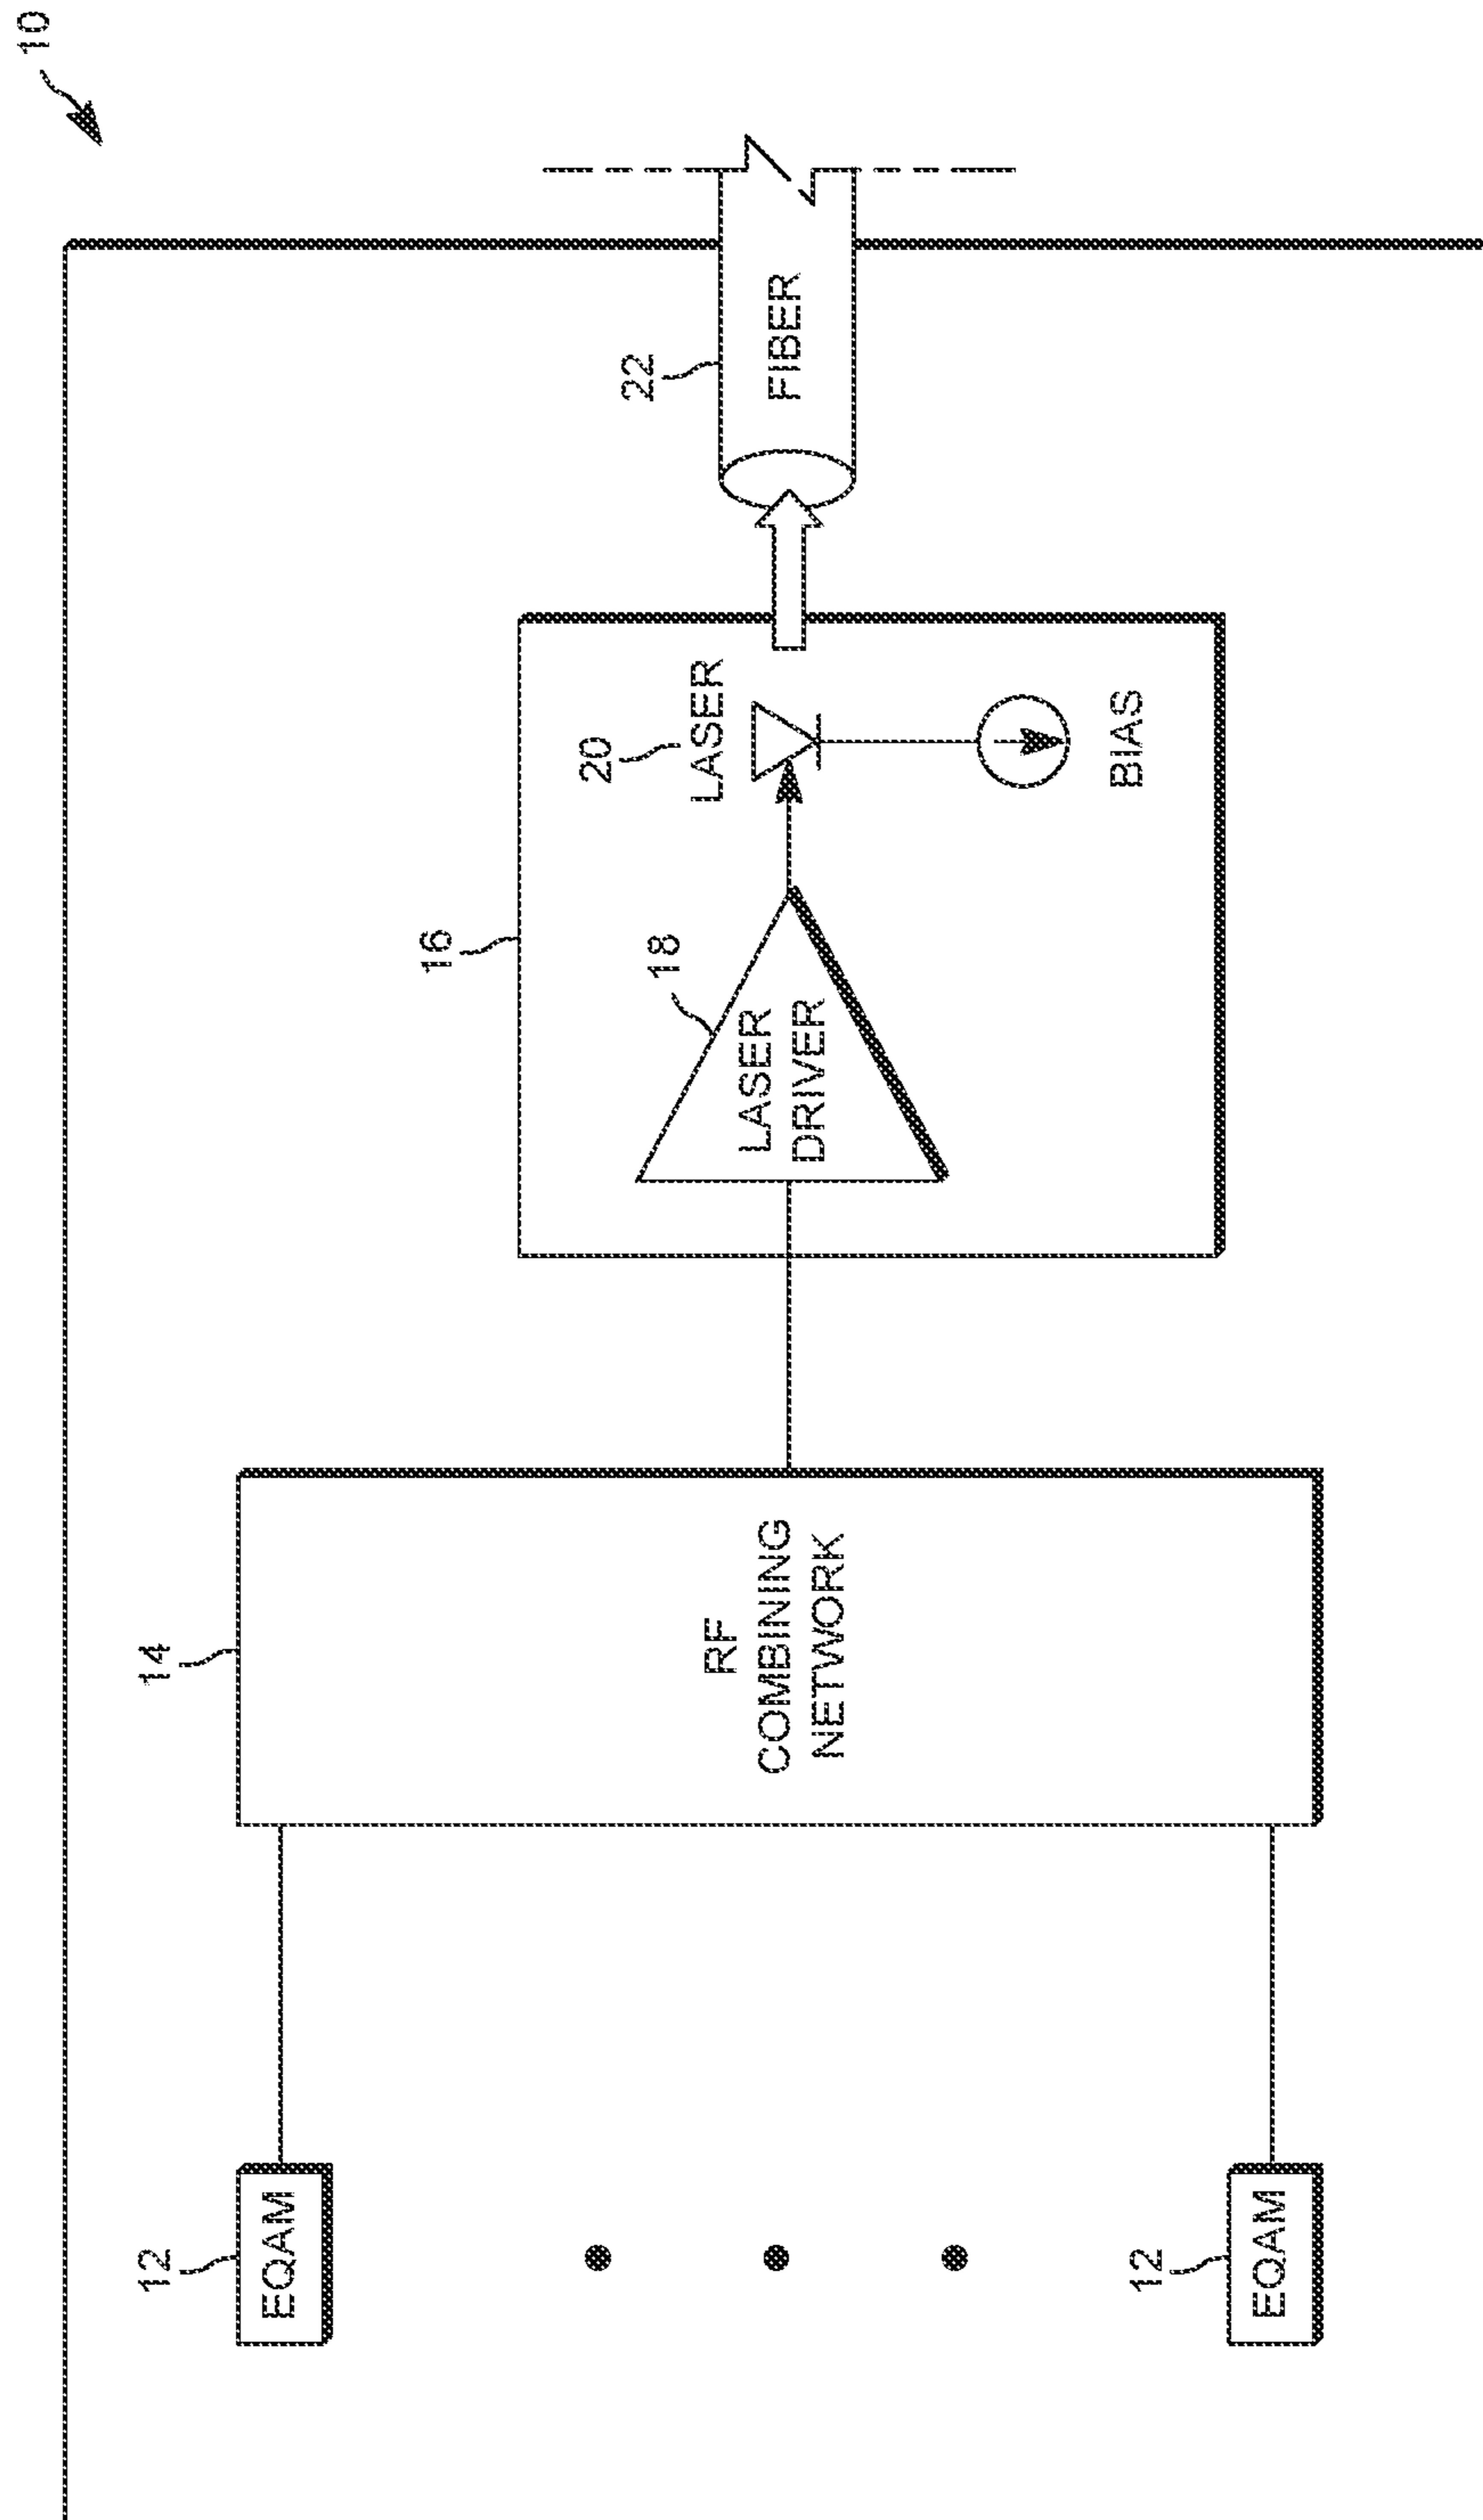 10
12
EQAM
12
EQAM
14
RF
COMBINING
NETWORK
16
18
LASER
DRIVER
20
LASER
BIAS
22
FIBER